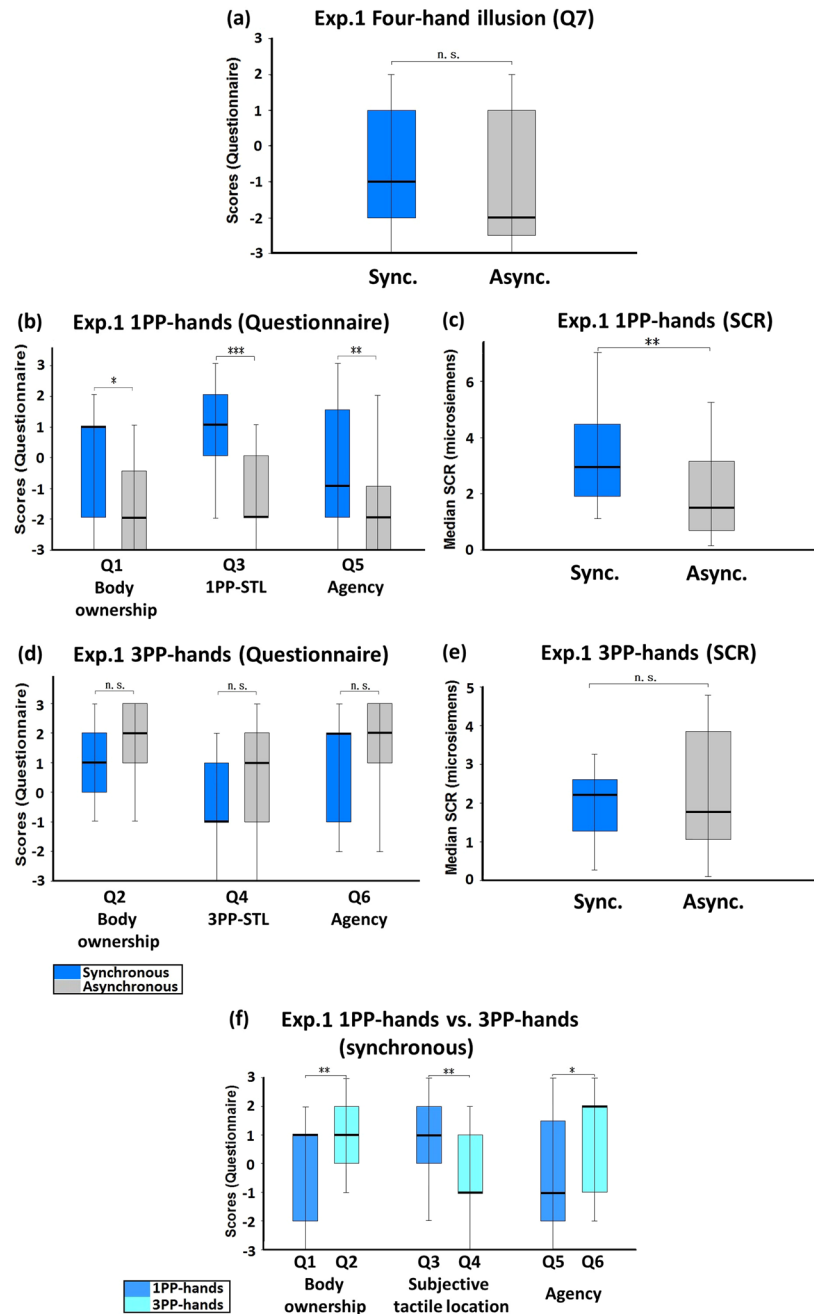 (a) Exp.1 Four-hand illusion (Q7)
Scores (Questionnaire)
3
2
1
0
-1
-2
-3
n. s.
Sync. Async.
(b) Exp.1 1PP-hands (Questionnaire)
Scores (Questionnaire)
3
2
1
0
-1
-2
-3
* *** **
Q1 Q3 Q5
Body 1PP-STL Agency
ownership
(c) Exp.1 1PP-hands (SCR)
Median SCR (microsiemens)
6
4
2
0
**
Sync. Async.
(d) Exp.1 3PP-hands (Questionnaire)
Scores (Questionnaire)
3
2
1
0
-1
-2
-3
n. s. n. s. n. s.
Q2 Q4 Q6
Body 3PP-STL Agency
ownership
Synchronous
Asynchronous
(e) Exp.1 3PP-hands (SCR)
Median SCR (microsiemens)
5
4
3
2
1
0
n. s.
Sync. Async.
(f) Exp.1 1PP-hands vs. 3PP-hands
(synchronous)
Scores (Questionnaire)
3
2
1
0
-1
-2
-3
** ** *
Q1 Q2 Q3 Q4 Q5 Q6
Body Subjective Agency
ownership tactile location
1PP-hands
3PP-hands